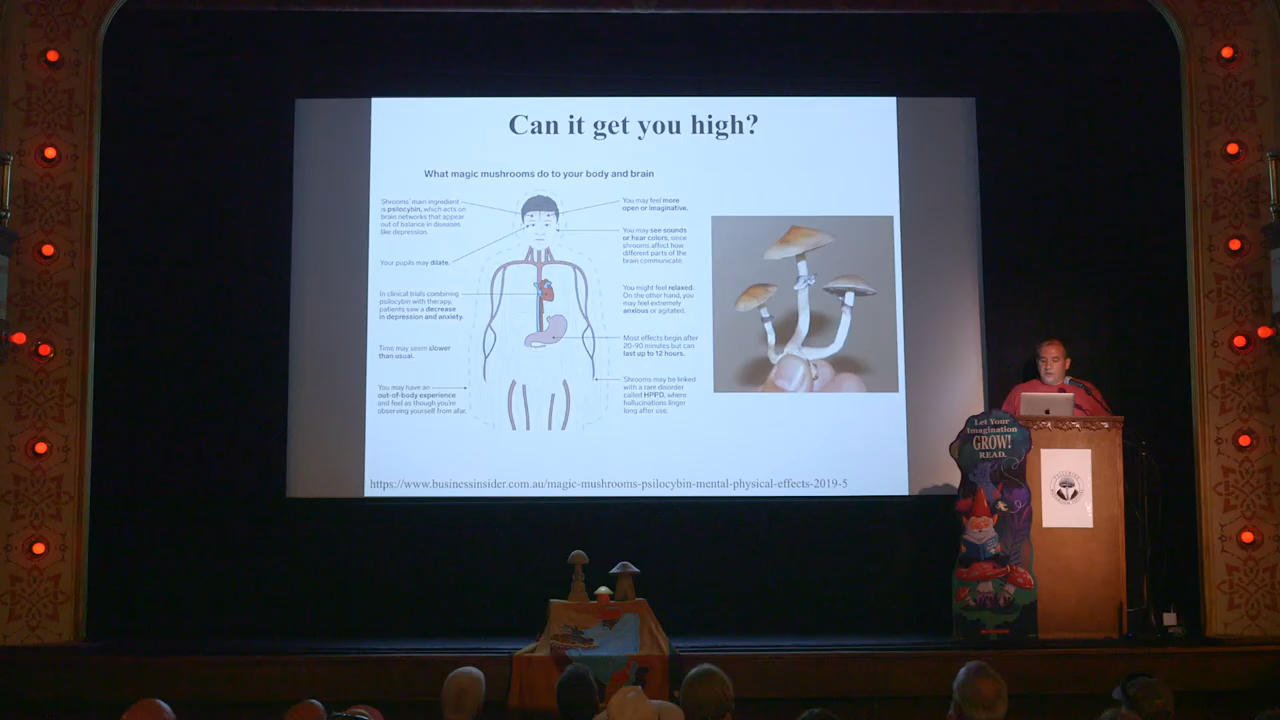 Can it get you high?
What magic mushrooms do to your body and brain
Shrooms' main ingredient
is psilocybin, which acts on
brain networks that appear
out of balance in diseases
like depression.
Your pupils may dilate.
In clinical trials combining
psilocybin with therapy,
patients saw a decrease
in depression and anxiety.
Time may seem slower
than usual.
You may have an
out-of-body experience
and feel as though you're
observing yourself from afar.
You may feel more
open or imaginative.
You may see sounds
or hear colors, since
shrooms affect how
different parts of the
brain communicate.
You might feel relaxed.
On the other hand, you
may feel extremely
anxious or agitated.
Most effects begin after
20-90 minutes but can
last up to 12 hours.
Shrooms may be linked
with a rare disorder
called HPPD, where
hallucinations linger
long after use.
https://www.businessinsider.com.au/magic-mushrooms-psilocybin-mental-physical-effects-2019-5
Let Your
Imagination
GROW!
READ.